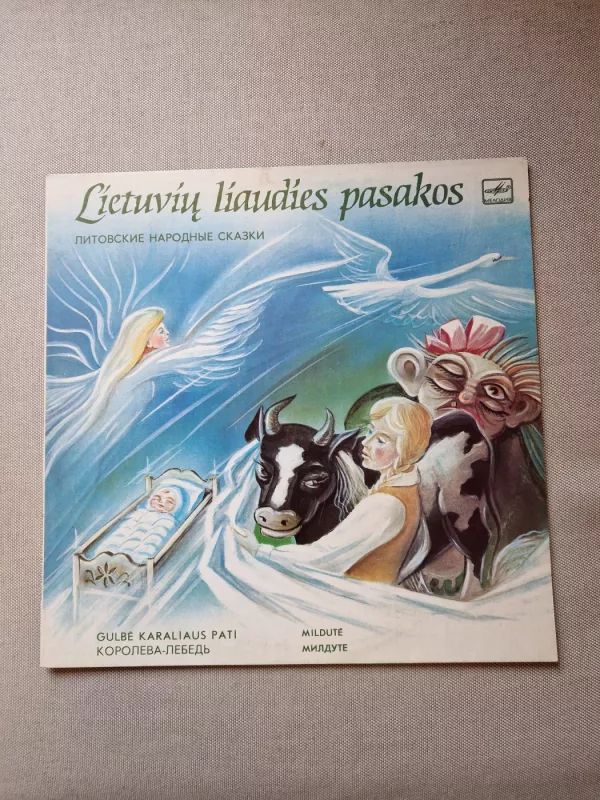 Lietuvių liaudies pasakos
МЕЛОДИЯ
ЛИТОВСКИЕ НАРОДНЫЕ СКАЗКИ
GULBĖ KARALIAUS PATI
КОРОЛЕВА-ЛЕБЕДЬ
MILDUTĖ
МИЛДУТЕ